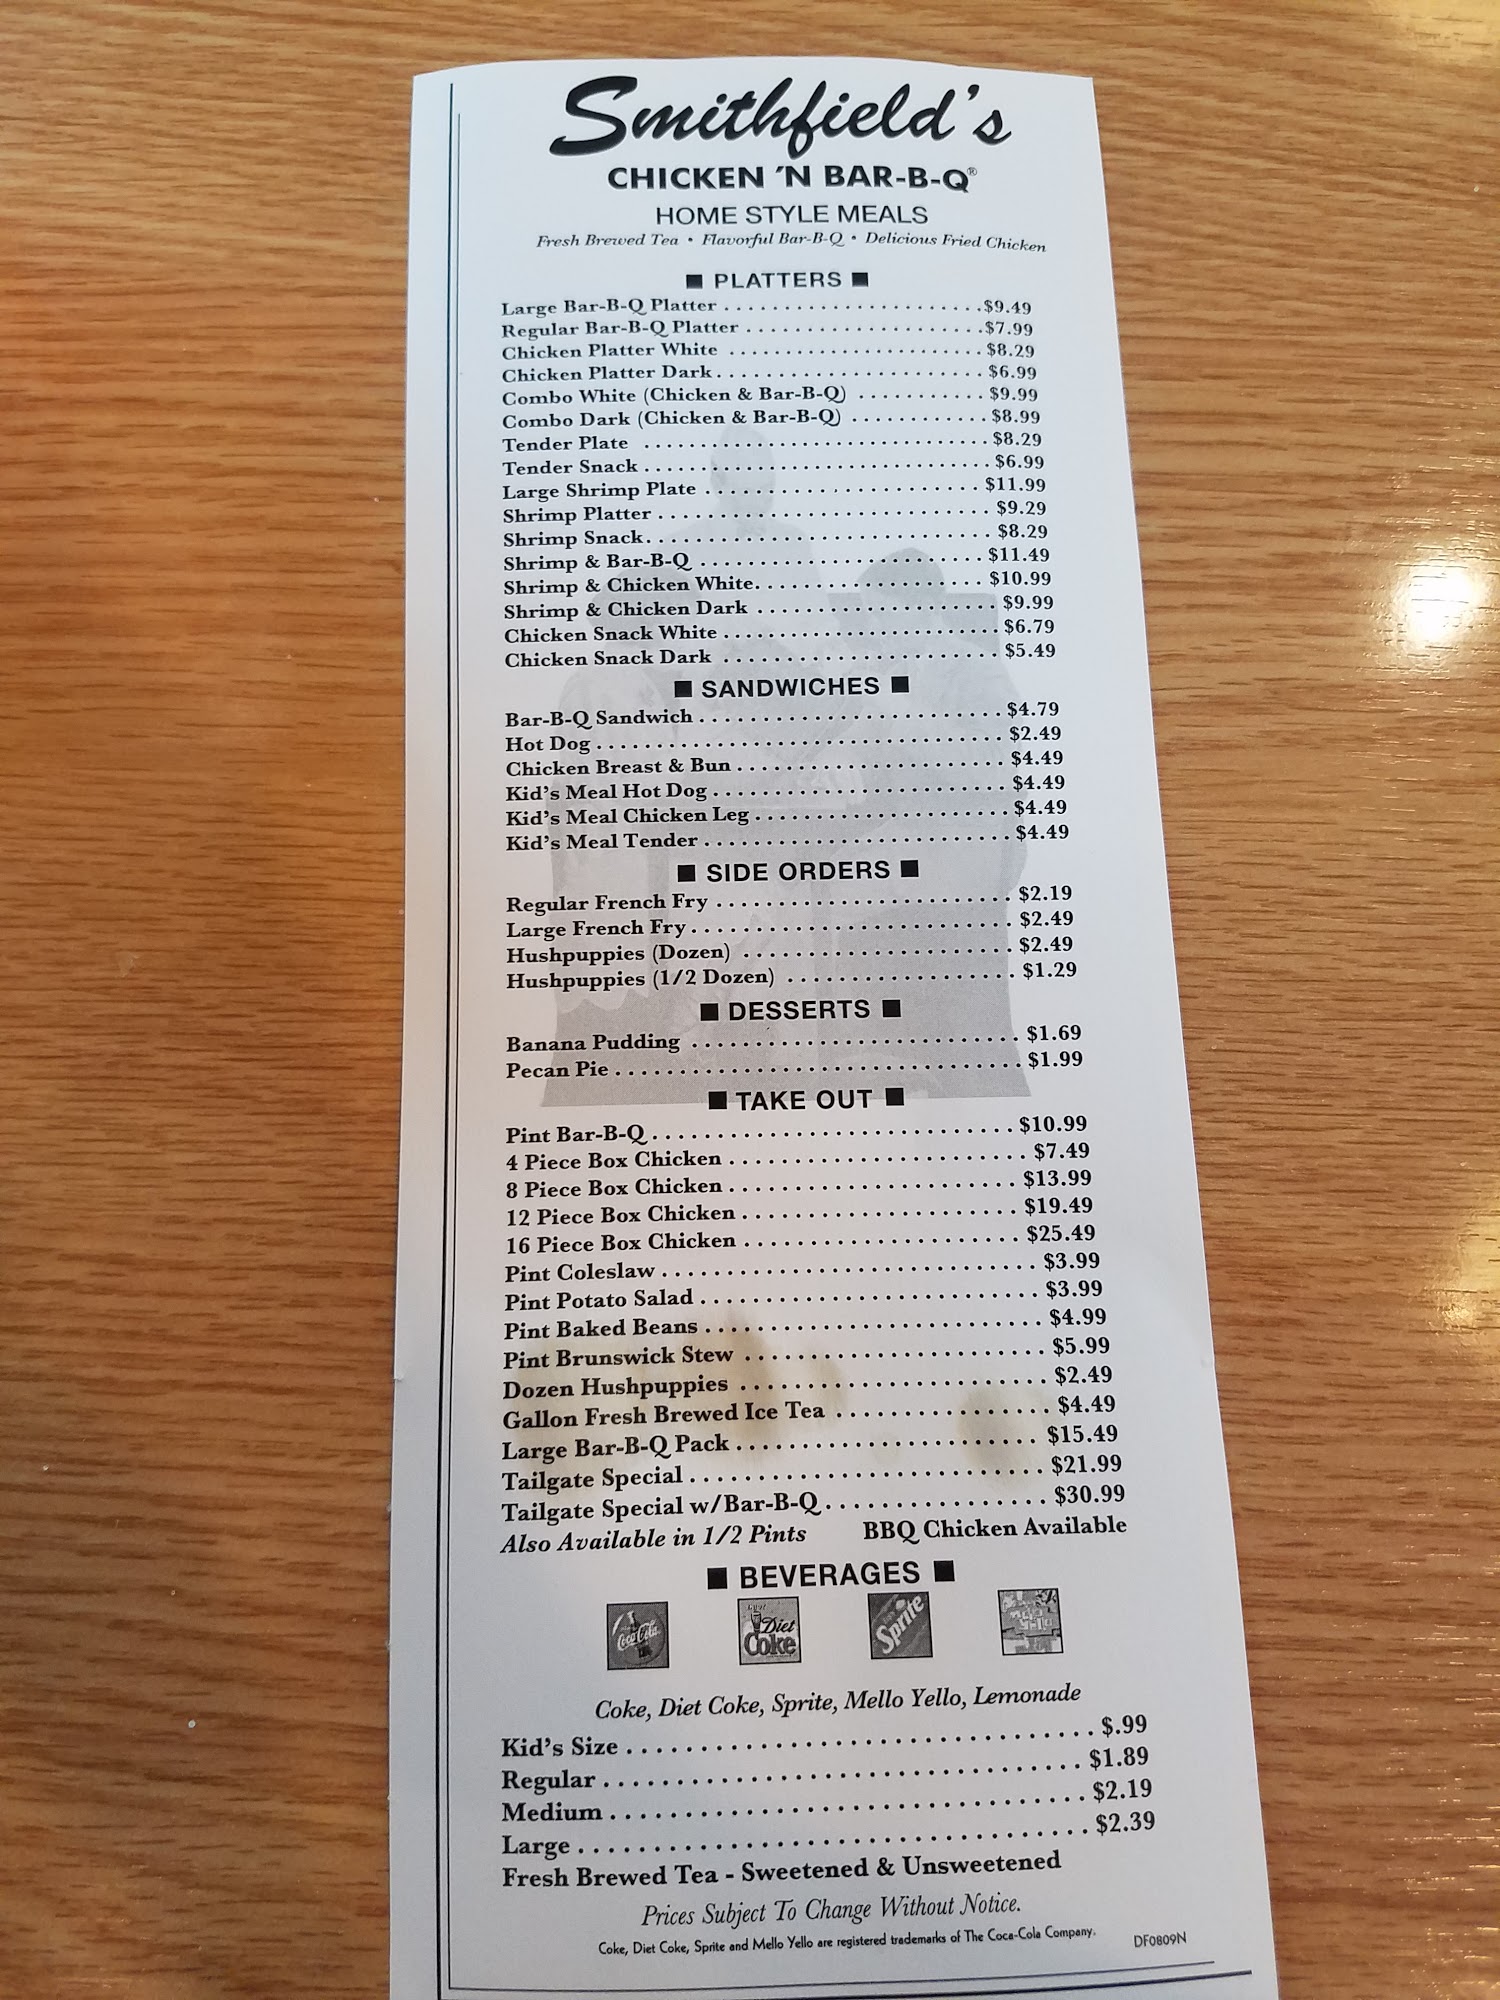 Smithfield's
CHICKEN 'N BAR-B-Q®
HOME STYLE MEALS
Fresh Brewed Tea • Flavorful Bar-B-Q • Delicious Fried Chicken
■ PLATTERS ■
Large Bar-B-Q Platter . . . . . . . . . . $9.49
Regular Bar-B-Q Platter . . . . . . . . . . $7.99
Chicken Platter White . . . . . . . . . . $8.29
Chicken Platter Dark . . . . . . . . . . $6.99
Combo White (Chicken & Bar-B-Q) . . . . . . . . . . $9.99
Combo Dark (Chicken & Bar-B-Q) . . . . . . . . . . $8.99
Tender Plate . . . . . . . . . . $8.29
Tender Snack . . . . . . . . . . $6.99
Large Shrimp Plate . . . . . . . . . . $11.99
Shrimp Platter . . . . . . . . . . $9.29
Shrimp Snack . . . . . . . . . . $8.29
Shrimp & Bar-B-Q . . . . . . . . . . $11.49
Shrimp & Chicken White . . . . . . . . . . $10.99
Shrimp & Chicken Dark . . . . . . . . . . $9.99
Chicken Snack White . . . . . . . . . . $6.79
Chicken Snack Dark . . . . . . . . . . $5.49
■ SANDWICHES ■
Bar-B-Q Sandwich . . . . . . . . . . $4.79
Hot Dog . . . . . . . . . . $2.49
Chicken Breast & Bun . . . . . . . . . . $4.49
Kid's Meal Hot Dog . . . . . . . . . . $4.49
Kid's Meal Chicken Leg . . . . . . . . . . $4.49
Kid's Meal Tender . . . . . . . . . . $4.49
■ SIDE ORDERS ■
Regular French Fry . . . . . . . . . . $2.19
Large French Fry . . . . . . . . . . $2.49
Hushpuppies (Dozen) . . . . . . . . . . $2.49
Hushpuppies (1/2 Dozen) . . . . . . . . . . $1.29
■ DESSERTS ■
Banana Pudding . . . . . . . . . . $1.69
Pecan Pie . . . . . . . . . . $1.99
■ TAKE OUT ■
Pint Bar-B-Q . . . . . . . . . . $10.99
4 Piece Box Chicken . . . . . . . . . . $7.49
8 Piece Box Chicken . . . . . . . . . . $13.99
12 Piece Box Chicken . . . . . . . . . . $19.49
16 Piece Box Chicken . . . . . . . . . . $25.49
Pint Coleslaw . . . . . . . . . . $3.99
Pint Potato Salad . . . . . . . . . . $3.99
Pint Baked Beans . . . . . . . . . . $4.99
Pint Brunswick Stew . . . . . . . . . . $5.99
Dozen Hushpuppies . . . . . . . . . . $2.49
Gallon Fresh Brewed Ice Tea . . . . . . . . . . $4.49
Large Bar-B-Q Pack . . . . . . . . . . $15.49
Tailgate Special . . . . . . . . . . $21.99
Tailgate Special w/Bar-B-Q . . . . . . . . . . $30.99
Also Available in 1/2 Pints BBQ Chicken Available
■ BEVERAGES ■
Coca-Cola Diet Coke Sprite Mello Yello
Coke, Diet Coke, Sprite, Mello Yello, Lemonade
Kid's Size . . . . . . . . . . $.99
Regular . . . . . . . . . . $1.89
Medium . . . . . . . . . . $2.19
Large . . . . . . . . . . $2.39
Fresh Brewed Tea - Sweetened & Unsweetened
Prices Subject To Change Without Notice.
Coke, Diet Coke, Sprite and Mello Yello are registered trademarks of The Coca-Cola Company. DF0809N